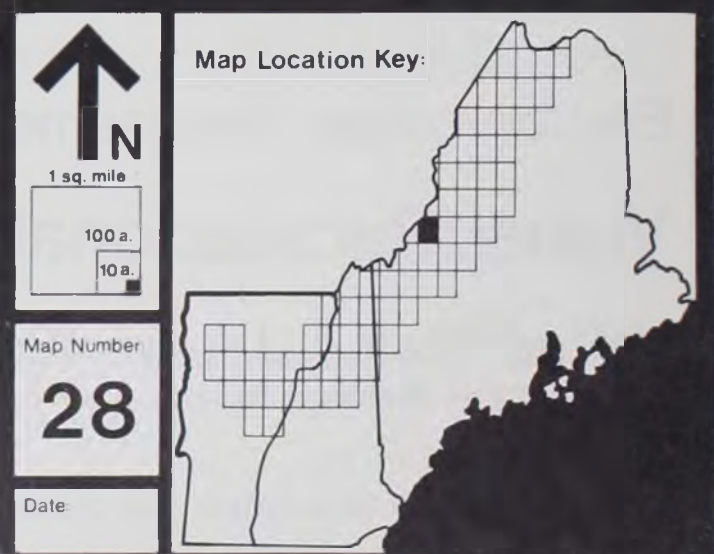 N
1 sq. mile
100 a.
10 a.
Map Number
28
Date:
Map Location Key: